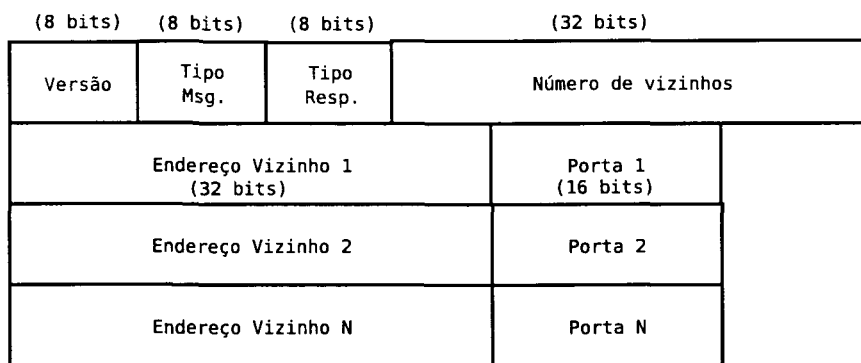 (8 bits) (8 bits) (8 bits) (32 bits)
Versão Tipo Msg. Tipo Resp. Número de vizinhos
Endereço Vizinho 1 Porta 1
(32 bits) (16 bits)
Endereço Vizinho 2 Porta 2
Endereço Vizinho N Porta N